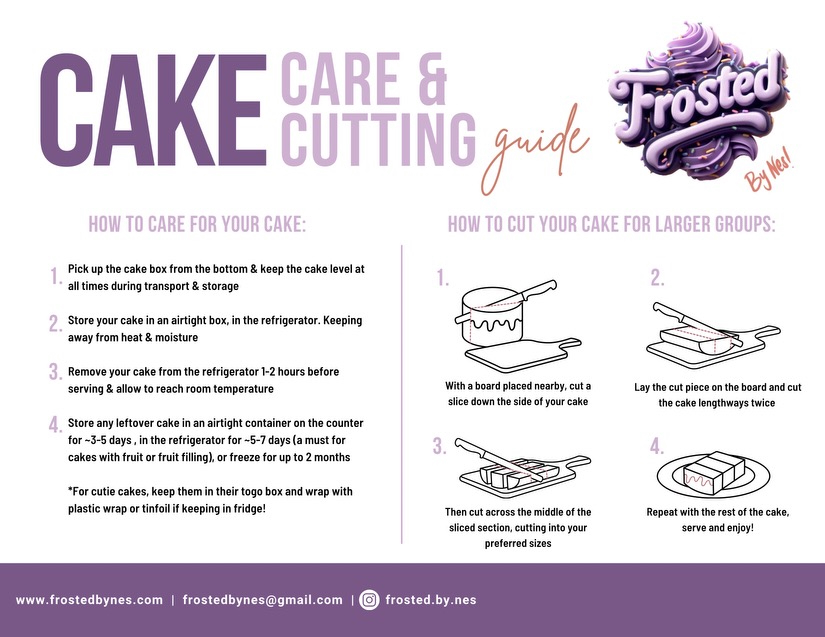 CAKE
CARE &
CUTTING
guide
Frosted
By Nes!
HOW TO CARE FOR YOUR CAKE:
1. Pick up the cake box from the bottom & keep the cake level at
all times during transport & storage
2. Store your cake in an airtight box, in the refrigerator. Keeping
away from heat & moisture
3. Remove your cake from the refrigerator 1-2 hours before
serving & allow to reach room temperature
4. Store any leftover cake in an airtight container on the counter
for ~3-5 days , in the refrigerator for ~5-7 days (a must for
cakes with fruit or fruit filling), or freeze for up to 2 months
*For cutie cakes, keep them in their togo box and wrap with
plastic wrap or tinfoil if keeping in fridge!
HOW TO CUT YOUR CAKE FOR LARGER GROUPS:
1.
With a board placed nearby, cut a
slice down the side of your cake
2.
Lay the cut piece on the board and cut
the cake lengthways twice
3.
Then cut across the middle of the
sliced section, cutting into your
preferred sizes
4.
Repeat with the rest of the cake,
serve and enjoy!
www.frostedbynes.com | frostedbynes@gmail.com | frosted.by.nes